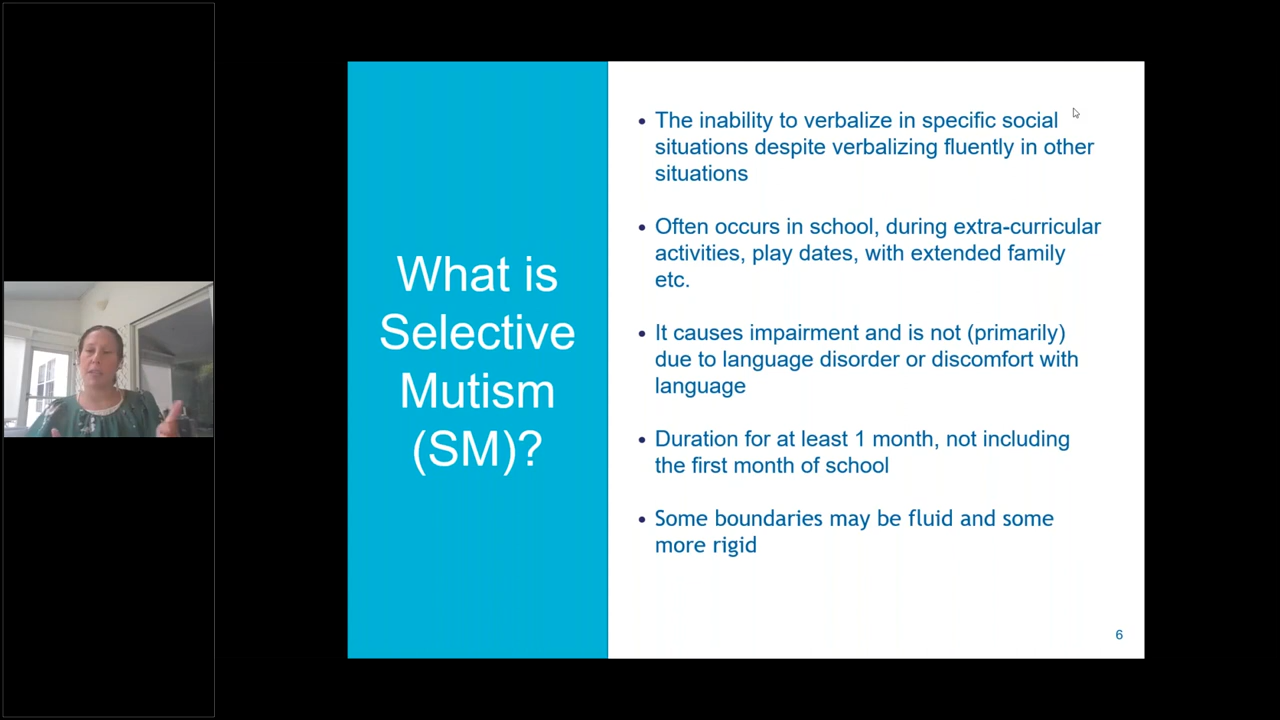 What is
Selective
Mutism
(SM)?
• The inability to verbalize in specific social
situations despite verbalizing fluently in other
situations
• Often occurs in school, during extra-curricular
activities, play dates, with extended family
etc.
• It causes impairment and is not (primarily)
due to language disorder or discomfort with
language
• Duration for at least 1 month, not including
the first month of school
• Some boundaries may be fluid and some
more rigid
6